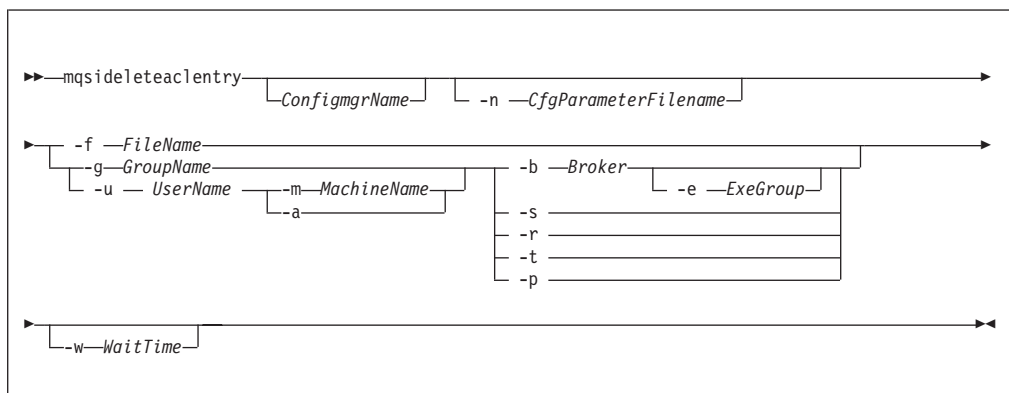 mqsideleteaclentry
ConfigmgrName -n CfgParameterFilename
-f FileName
-g GroupName -b Broker
-u UserName -m MachineName -e ExeGroup
-a -s
-r
-t
-p
-w WaitTime